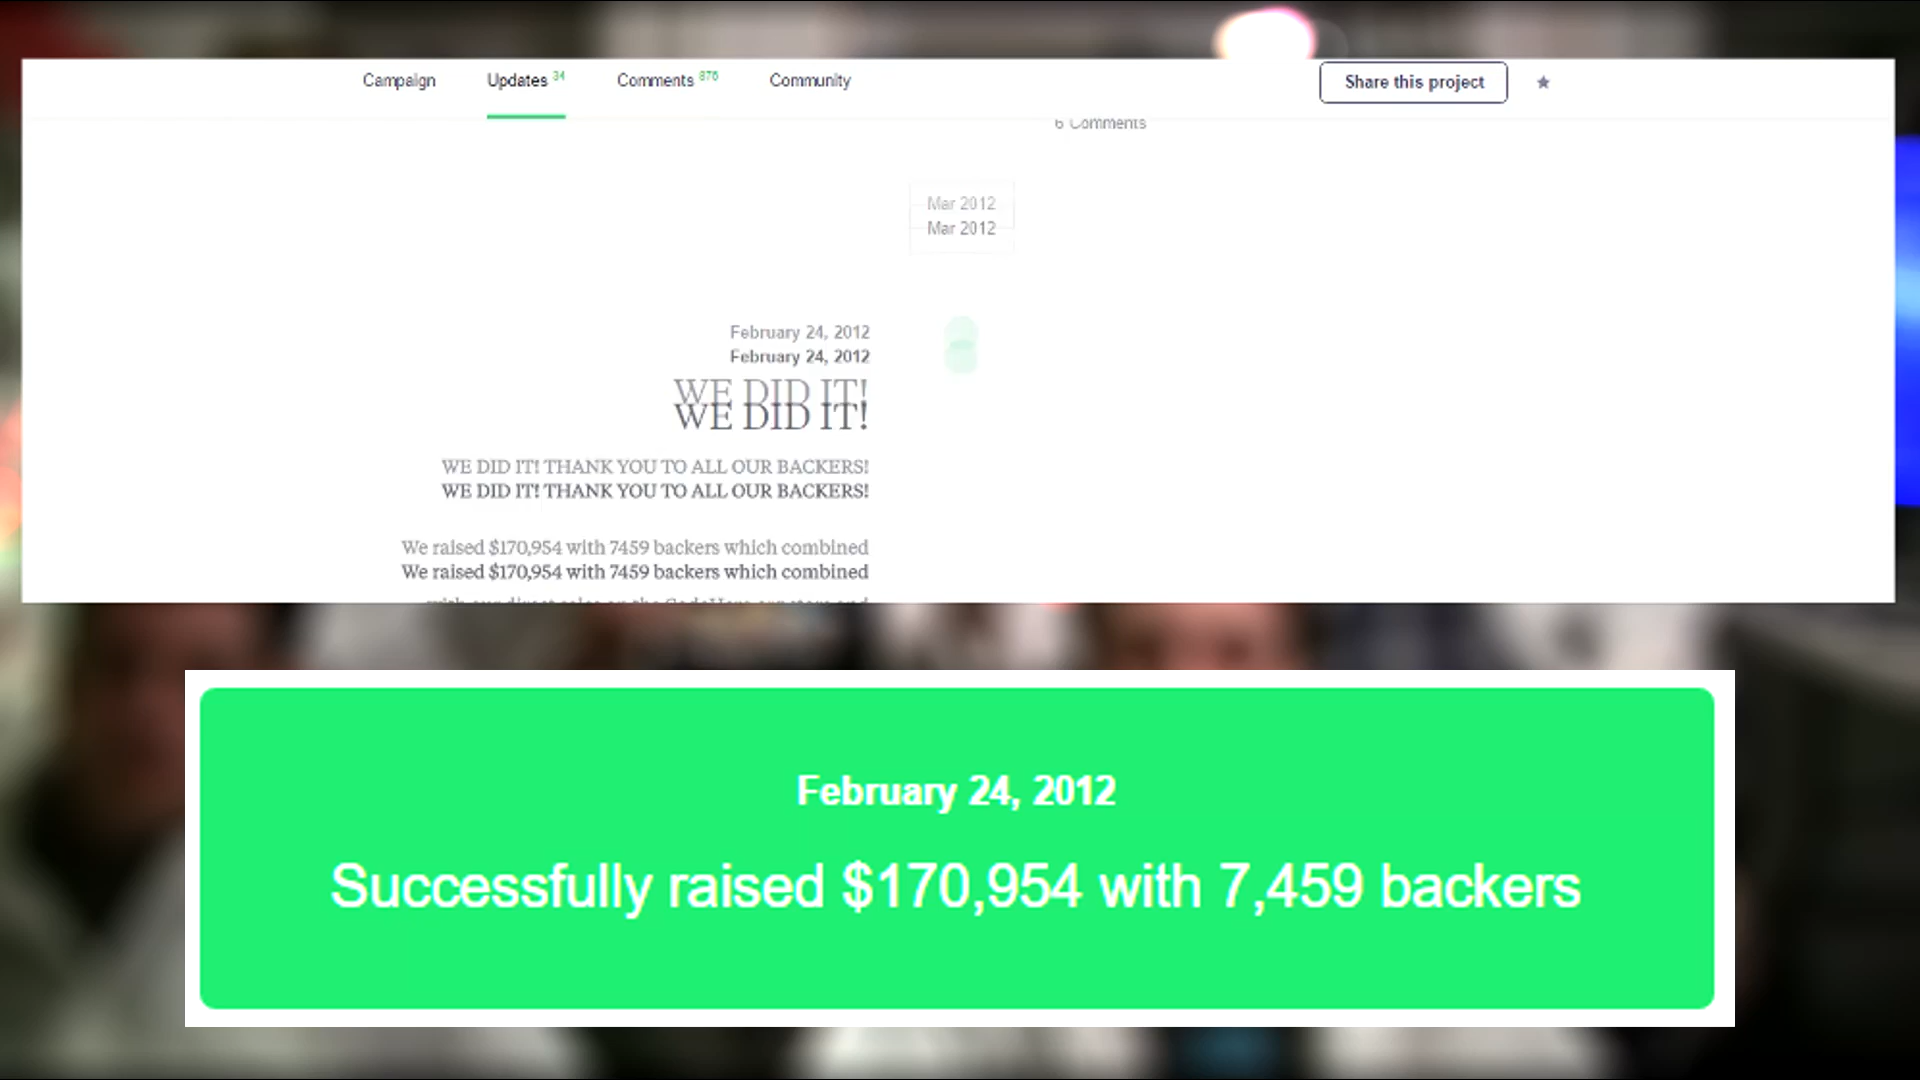 Campaign Updates 34 Comments 876 Community Share this project
6 Comments
Mar 2012
Mar 2012
February 24, 2012
February 24, 2012
WE DID IT!
WE DID IT!
WE DID IT! THANK YOU TO ALL OUR BACKERS!
WE DID IT! THANK YOU TO ALL OUR BACKERS!
We raised $170,954 with 7459 backers which combined
We raised $170,954 with 7459 backers which combined
February 24, 2012
Successfully raised $170,954 with 7,459 backers